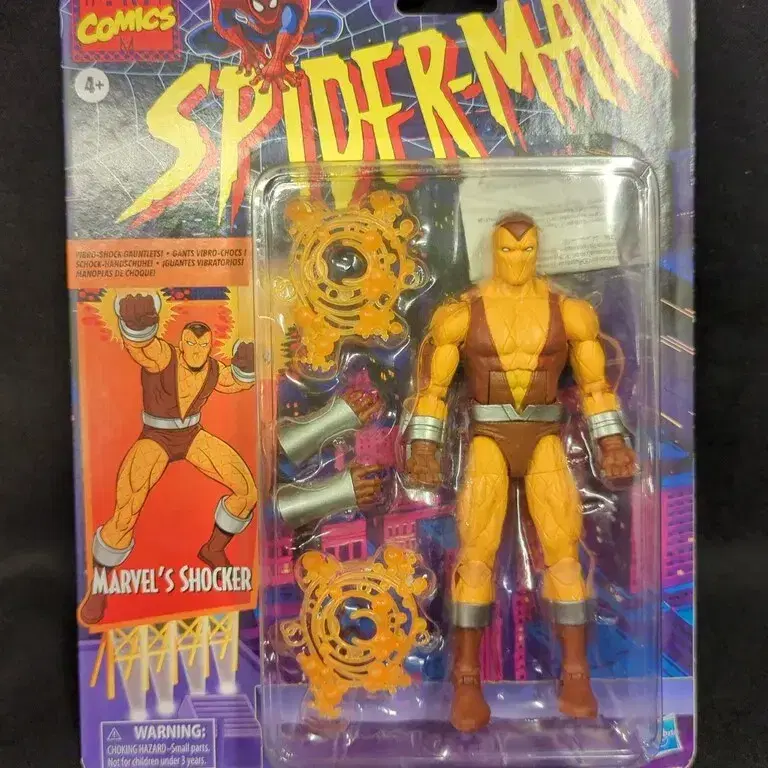 COMICS
4+
SPIDER-MAN
VIBRO-SHOCK GAUNTLETS! • GANTS VIBRO-CHOCS !
SCHOCK-HANDSCHUHE! • ¡GUANTES VIBRATORIOS!
MANOPLAS DE CHOQUE!
MARVEL'S SHOCKER
WARNING:
CHOKING HAZARD–Small parts.
Not for children under 3 years.